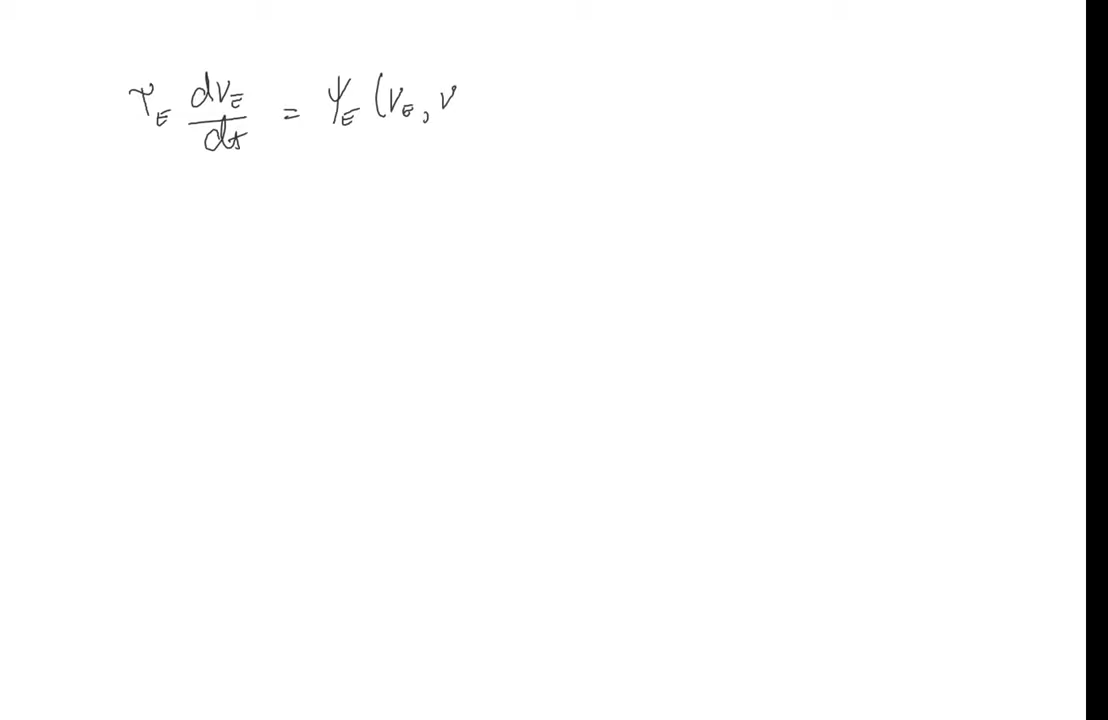 τ_E dν_E/dt = Ψ_E (ν_E, ν